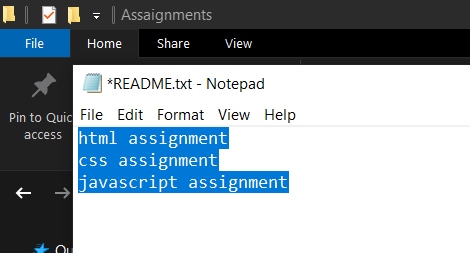 Assaignments
File Home Share View
*README.txt - Notepad
Pin to Quic
access
File Edit Format View Help
html assignment
css assignment
javascript assignment
Qu